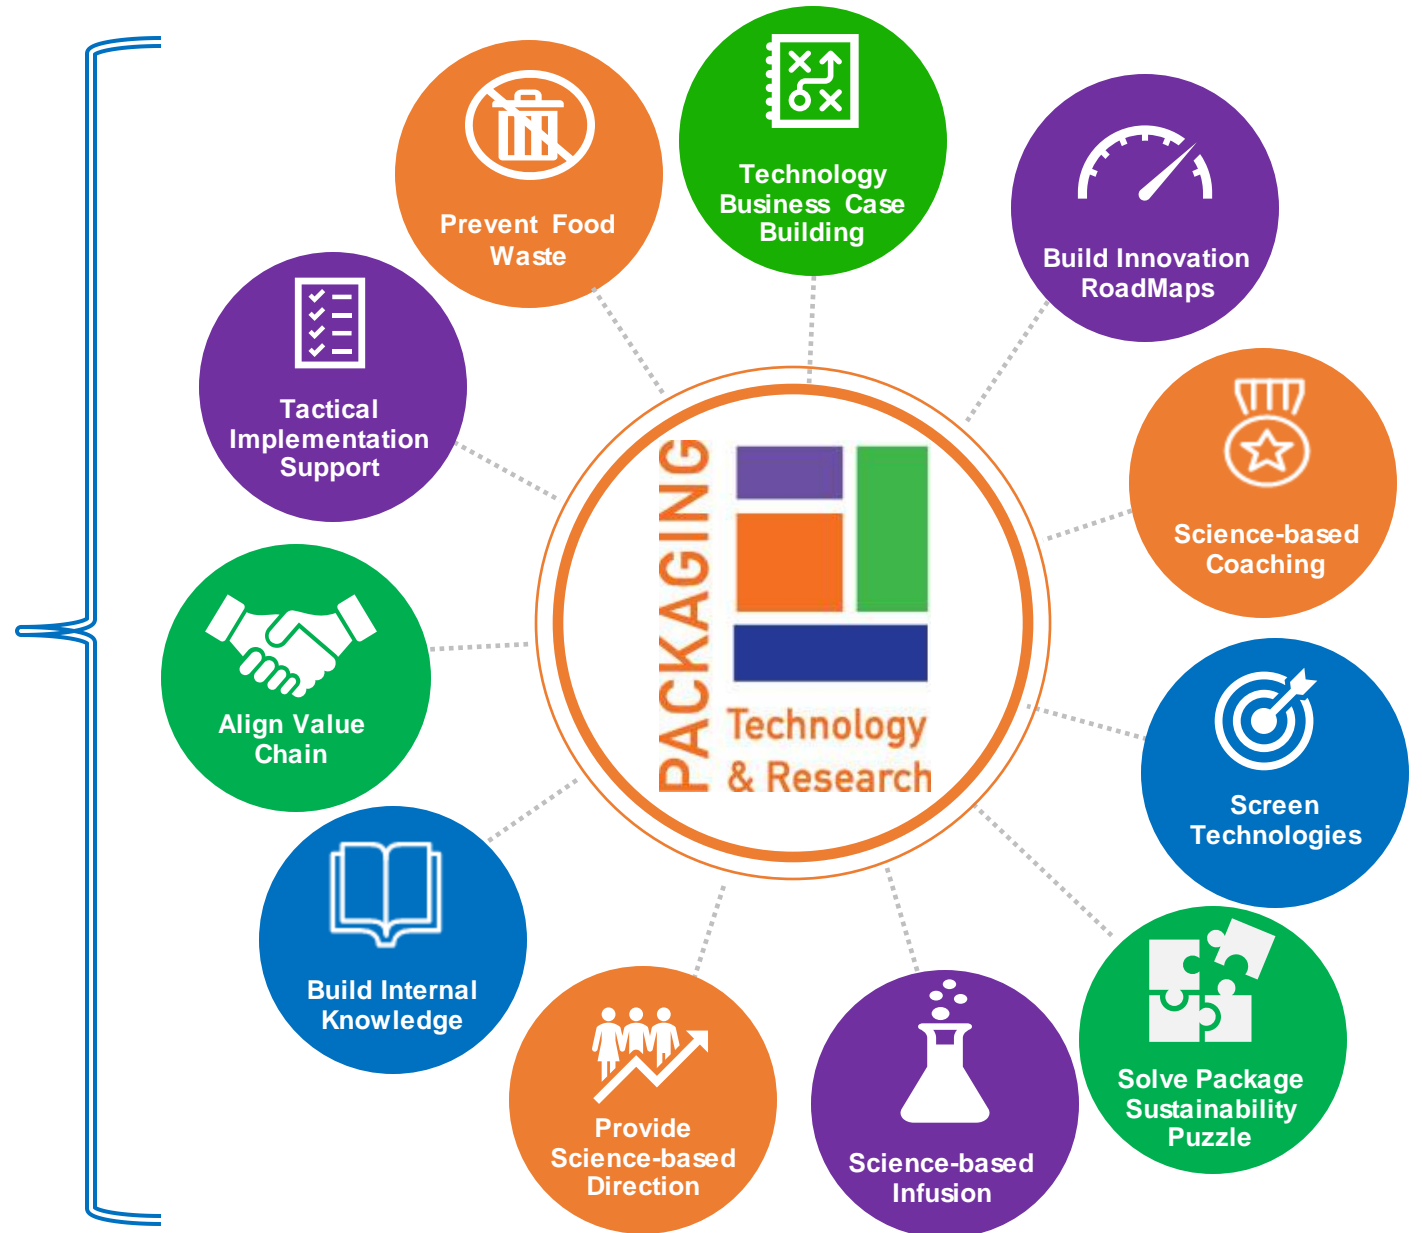 Prevent Food
Waste
Technology
Business Case
Building
Build Innovation
RoadMaps
Science-based
Coaching
Screen
Technologies
Solve Package
Sustainability
Puzzle
Science-based
Infusion
Provide
Science-based
Direction
Build Internal
Knowledge
Align Value
Chain
Tactical
Implementation
Support
PACKAGING
Technology
& Research